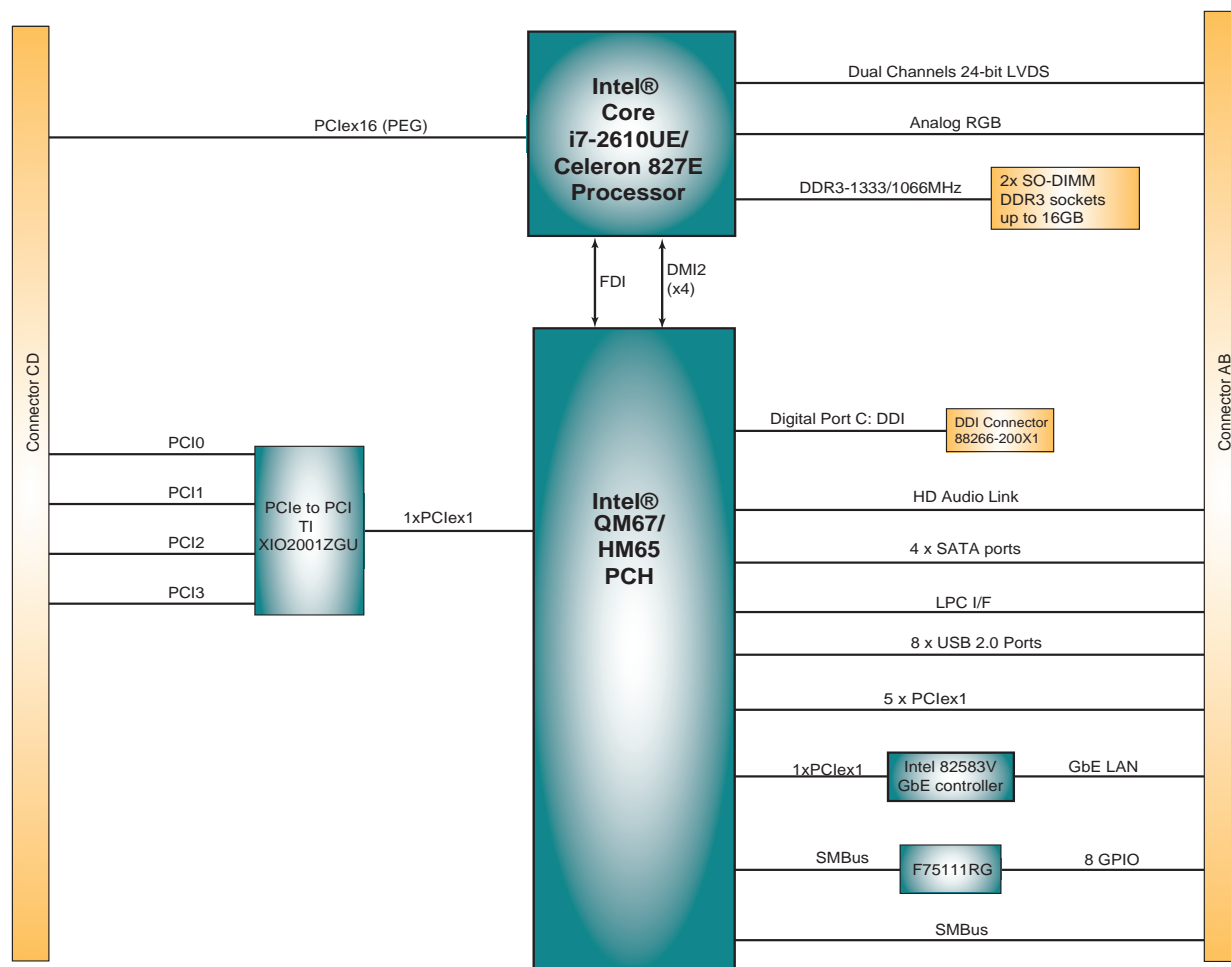 Connector CD
PCIex16 (PEG)
Intel®
Core
i7-2610UE/
Celeron 827E
Processor
Dual Channels 24-bit LVDS
Analog RGB
DDR3-1333/1066MHz
2x SO-DIMM
DDR3 sockets
up to 16GB
FDI
DMI2
(x4)
PCI0
PCI1
PCI2
PCI3
PCIe to PCI
TI
XIO2001ZGU
1xPCIex1
Intel®
QM67/
HM65
PCH
Digital Port C: DDI
DDI Connector
88266-200X1
HD Audio Link
4 x SATA ports
LPC I/F
8 x USB 2.0 Ports
5 x PCIex1
1xPCIex1
Intel 82583V
GbE controller
GbE LAN
SMBus
F75111RG
8 GPIO
SMBus
Connector AB